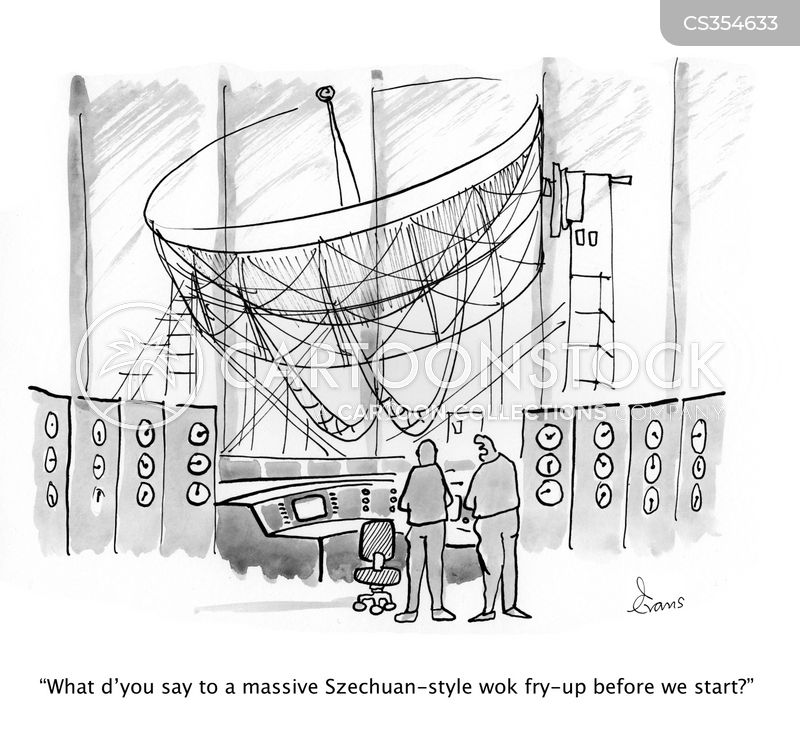 CS354633
CARTOONSTOCK
CARTOON COLLECTIONS COMPANY
Evans
“What d’you say to a massive Szechuan-style wok fry-up before we start?”